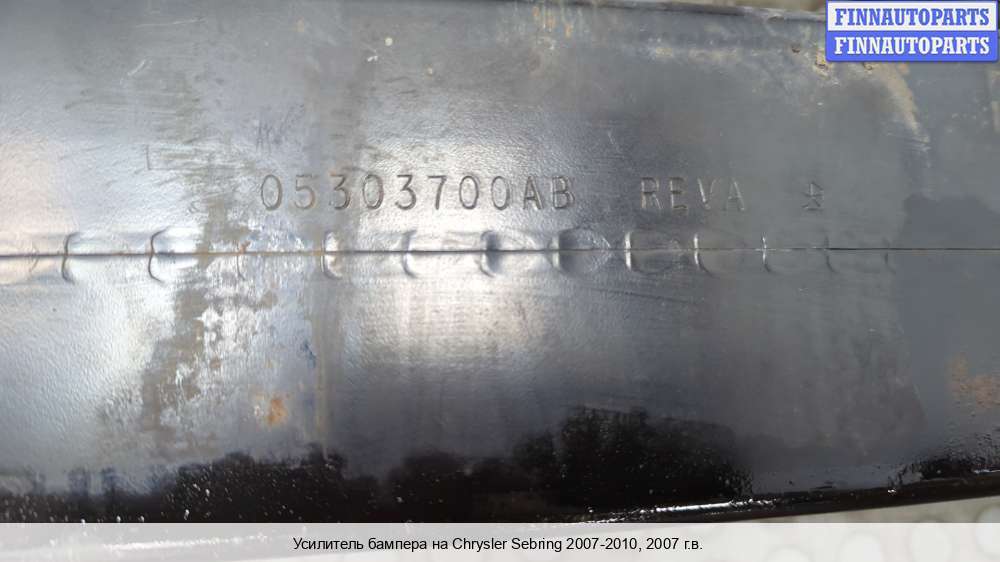 FINNAUTOPARTS
FINNAUTOPARTS
05303700AB REVA
Усилитель бампера на Chrysler Sebring 2007-2010, 2007 г.в.